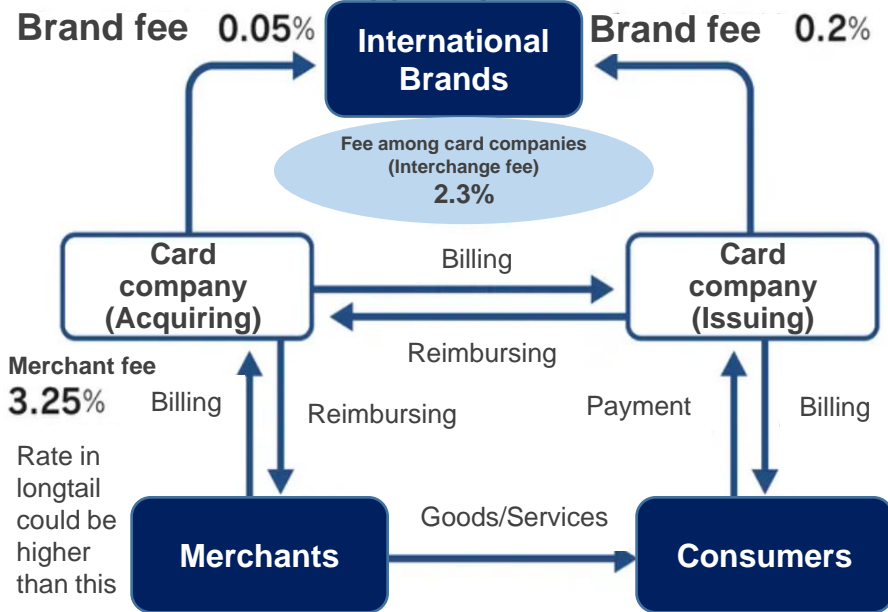 Brand fee 0.05%
International
Brands
Brand fee 0.2%
Fee among card companies
(Interchange fee)
2.3%
Card
company
(Acquiring)
Billing
Card
company
(Issuing)
Reimbursing
Merchant fee
3.25%
Billing
Reimbursing
Payment
Billing
Rate in
longtail
could be
higher
than this
Merchants
Goods/Services
Consumers